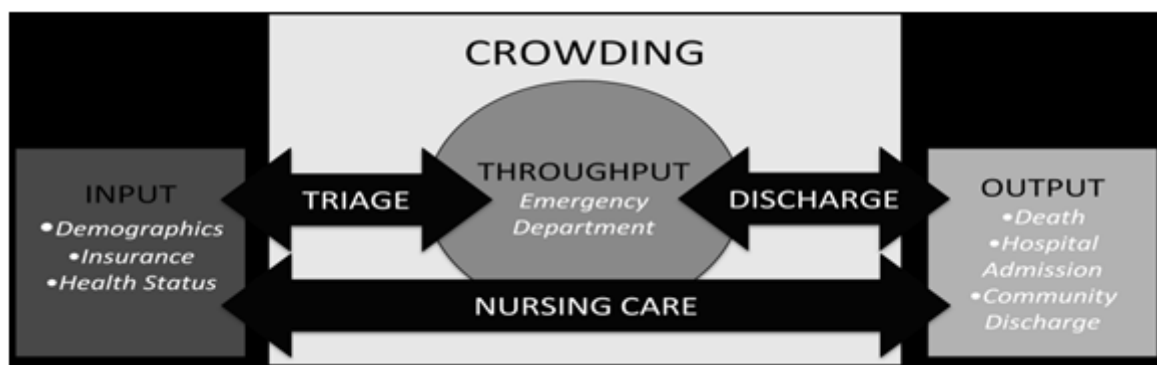 CROWDING
INPUT
•Demographics
•Insurance
•Health Status
TRIAGE
THROUGHPUT
Emergency
Department
DISCHARGE
OUTPUT
•Death
•Hospital
Admission
•Community
Discharge
NURSING CARE